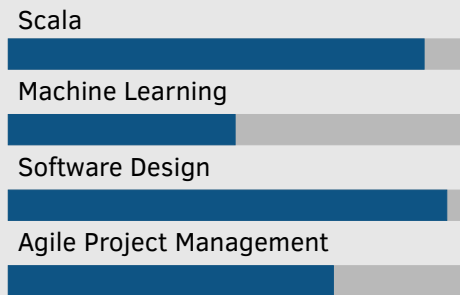 Scala
Machine Learning
Software Design
Agile Project Management